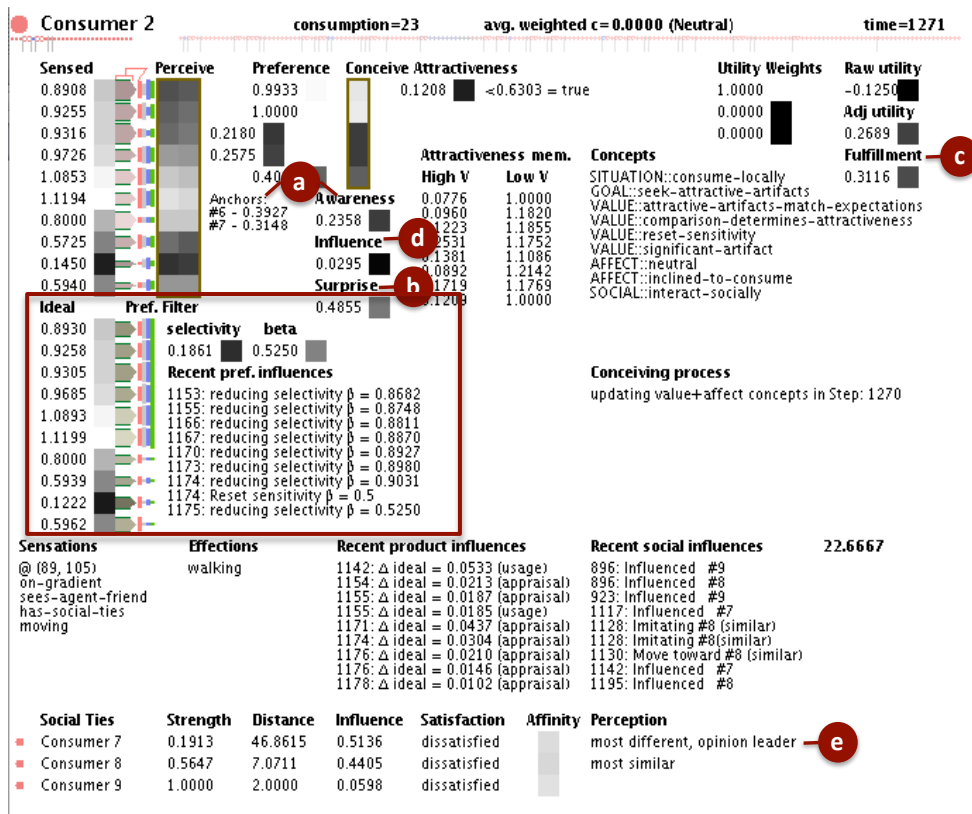 Consumer 2 consumption=23 avg. weighted c=0.0000 (Neutral) time=1271
Sensed Perceive Preference Conceive Attractiveness Utility Weights Raw utility
0.8908 0.9933 0.1208 <0.6303 = true 1.0000 -0.1250
0.9255 1.0000 0.0000 Adj utility
0.9316 0.2180 0.0000 0.2689
0.9726 0.2575 Attractiveness mem. Concepts Fulfillment c
1.0853 0.40 a High V Low V SITUATION::consume-locally 0.3116
1.1194 Anchors: Awareness 0.0776 1.0000 GOAL::seek-attractive-artifacts
0.8000 #6 - 0.3927 0.2358 0.0960 1.1820 VALUE::attractive-artifacts-match-expectations
#7 - 0.3148 1223 1.1855 VALUE::comparison-determines-attractiveness
0.5725 Influence d 2531 1.1752 VALUE::reset-sensitivity
0.1450 0.0295 0.1381 1.1086 VALUE::significant-artifact
0.0892 1.2142 AFFECT::neutral
0.5940 Surprise b 1719 1.1769 AFFECT::inclined-to-consume
0.4855 0.1209 1.0000 SOCIAL::interact-socially
Ideal Pref. Filter
0.8930 selectivity beta
0.9258 0.1861 0.5250
0.9305 Recent pref. influences Conceiving process
0.9685 1153: reducing selectivity β = 0.8682 updating value+affect concepts in Step: 1270
1155: reducing selectivity β = 0.8748
1.0893 1166: reducing selectivity β = 0.8811
1.1199 1167: reducing selectivity β = 0.8870
1170: reducing selectivity β = 0.8927
0.8000 1173: reducing selectivity β = 0.8980
0.5939 1174: reducing selectivity β = 0.9031
0.1222 1174: Reset sensitivity β = 0.5
1175: reducing selectivity β = 0.5250
0.5962
Sensations Effections Recent product influences Recent social influences 22.6667
@ (89, 105) walking 1142: Δ ideal = 0.0533 (usage) 896: Influenced #9
on-gradient 1154: Δ ideal = 0.0213 (appraisal) 896: Influenced #8
sees-agent-friend 1155: Δ ideal = 0.0187 (appraisal) 923: Influenced #9
has-social-ties 1155: Δ ideal = 0.0185 (usage) 1117: Influenced #7
moving 1171: Δ ideal = 0.0437 (appraisal) 1128: Imitating #8 (similar)
1174: Δ ideal = 0.0304 (appraisal) 1128: Imitating #8(similar)
1176: Δ ideal = 0.0210 (appraisal) 1130: Move toward #8 (similar)
1176: Δ ideal = 0.0146 (appraisal) 1142: Influenced #7
1178: Δ ideal = 0.0102 (appraisal) 1195: Influenced #8
Social Ties Strength Distance Influence Satisfaction Affinity Perception
Consumer 7 0.1913 46.8615 0.5136 dissatisfied most different, opinion leader e
Consumer 8 0.5647 7.0711 0.4405 dissatisfied most similar
Consumer 9 1.0000 2.0000 0.0598 dissatisfied